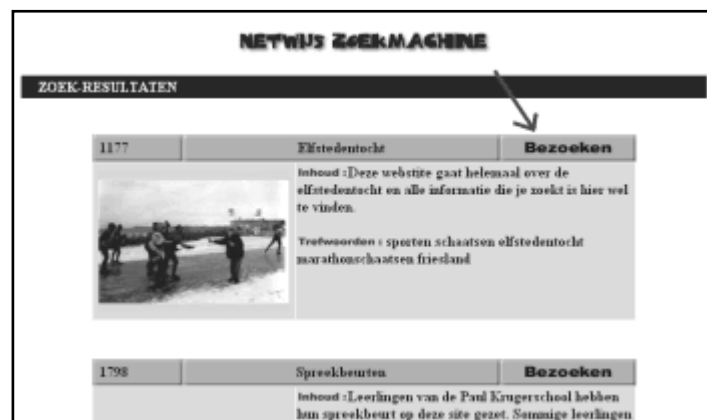 NETWIJS ZOEKMACHINE
ZOEK-RESULTATEN
1177 Elfstedentocht Bezoeken
Inhoud : Deze webstite gaat helemaal over de
elfstedentocht en alle informatie die je zoekt is hier wel
te vinden.
Trefwoorden : sporten schaatsen elfstedentocht
marathonschaatsen friesland
1798 Spreekbeurten Bezoeken
Inhoud : Leerlingen van de Paul Krugerschool hebben
hun spreekbeurt op deze site gezet. Sommige leerlingen